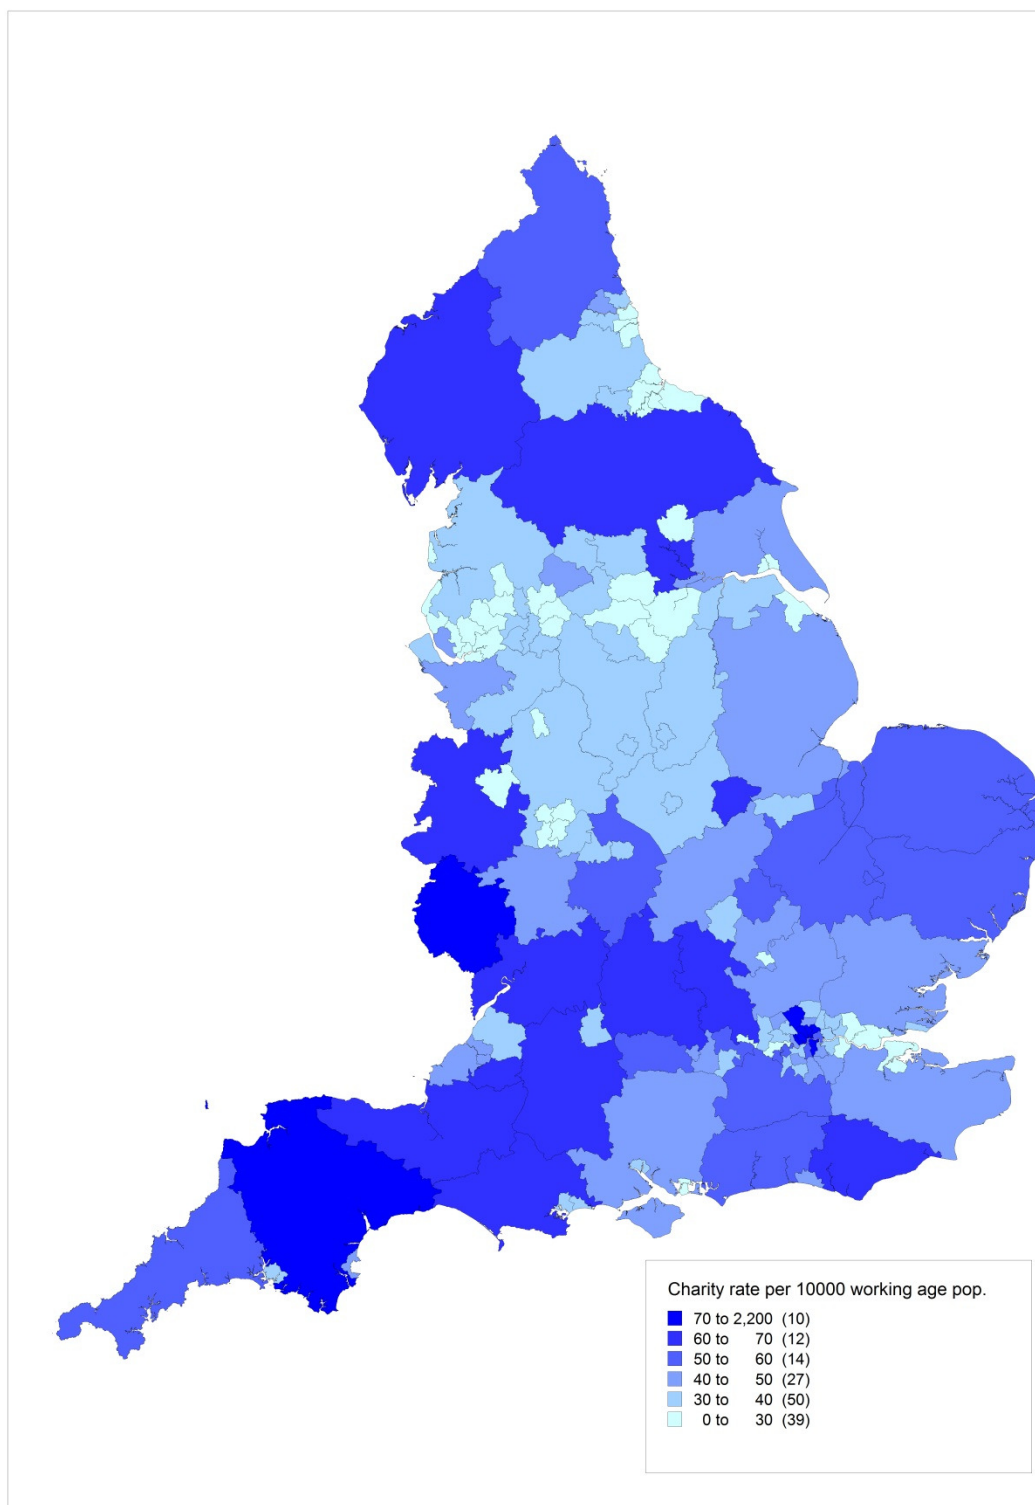 Charity rate per 10000 working age pop.
70 to 2,200 (10)
60 to 70 (12)
50 to 60 (14)
40 to 50 (27)
30 to 40 (50)
0 to 30 (39)